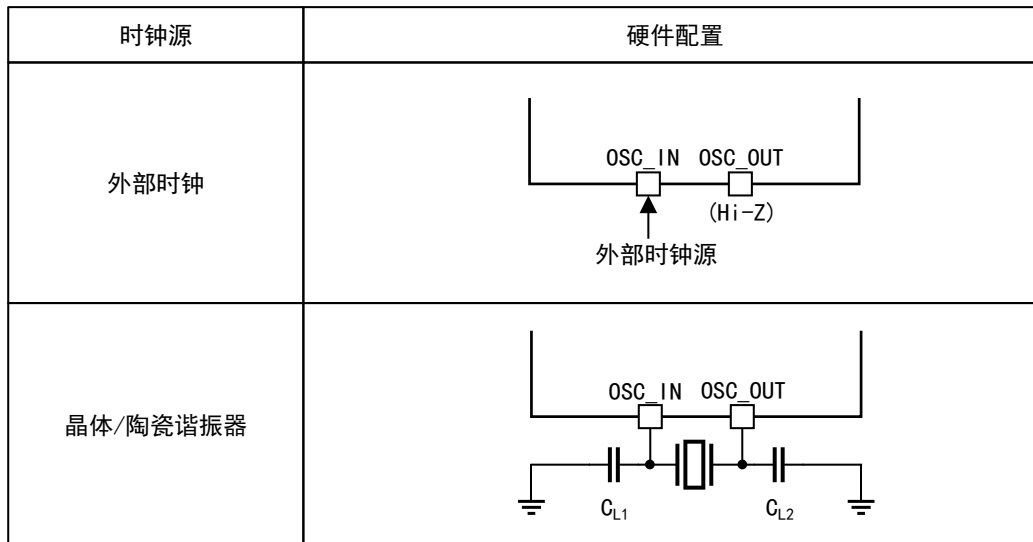 时钟源 硬件配置
外部时钟
OSC_IN OSC_OUT
(Hi-Z)
外部时钟源
晶体/陶瓷谐振器
OSC_IN OSC_OUT
CL1 CL2